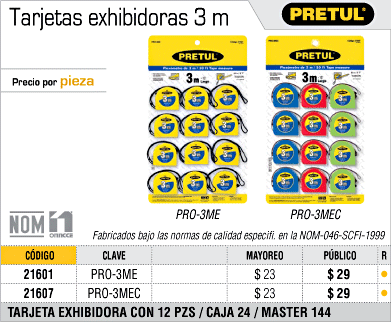 Tarjetas exhibidoras 3 m
PRETUL®
Precio por pieza
PRETUL
3m
PRETUL
3m
PRO-3ME
PRO-3MEC
NOM
Fabricados bajo las normas de calidad especifi. en la NOM-046-SCFI-1999
CÓDIGO CLAVE MAYOREO PÚBLICO R
21601 PRO-3ME $ 23 $ 29
21607 PRO-3MEC $ 23 $ 29
TARJETA EXHIBIDORA CON 12 PZS / CAJA 24 / MASTER 144